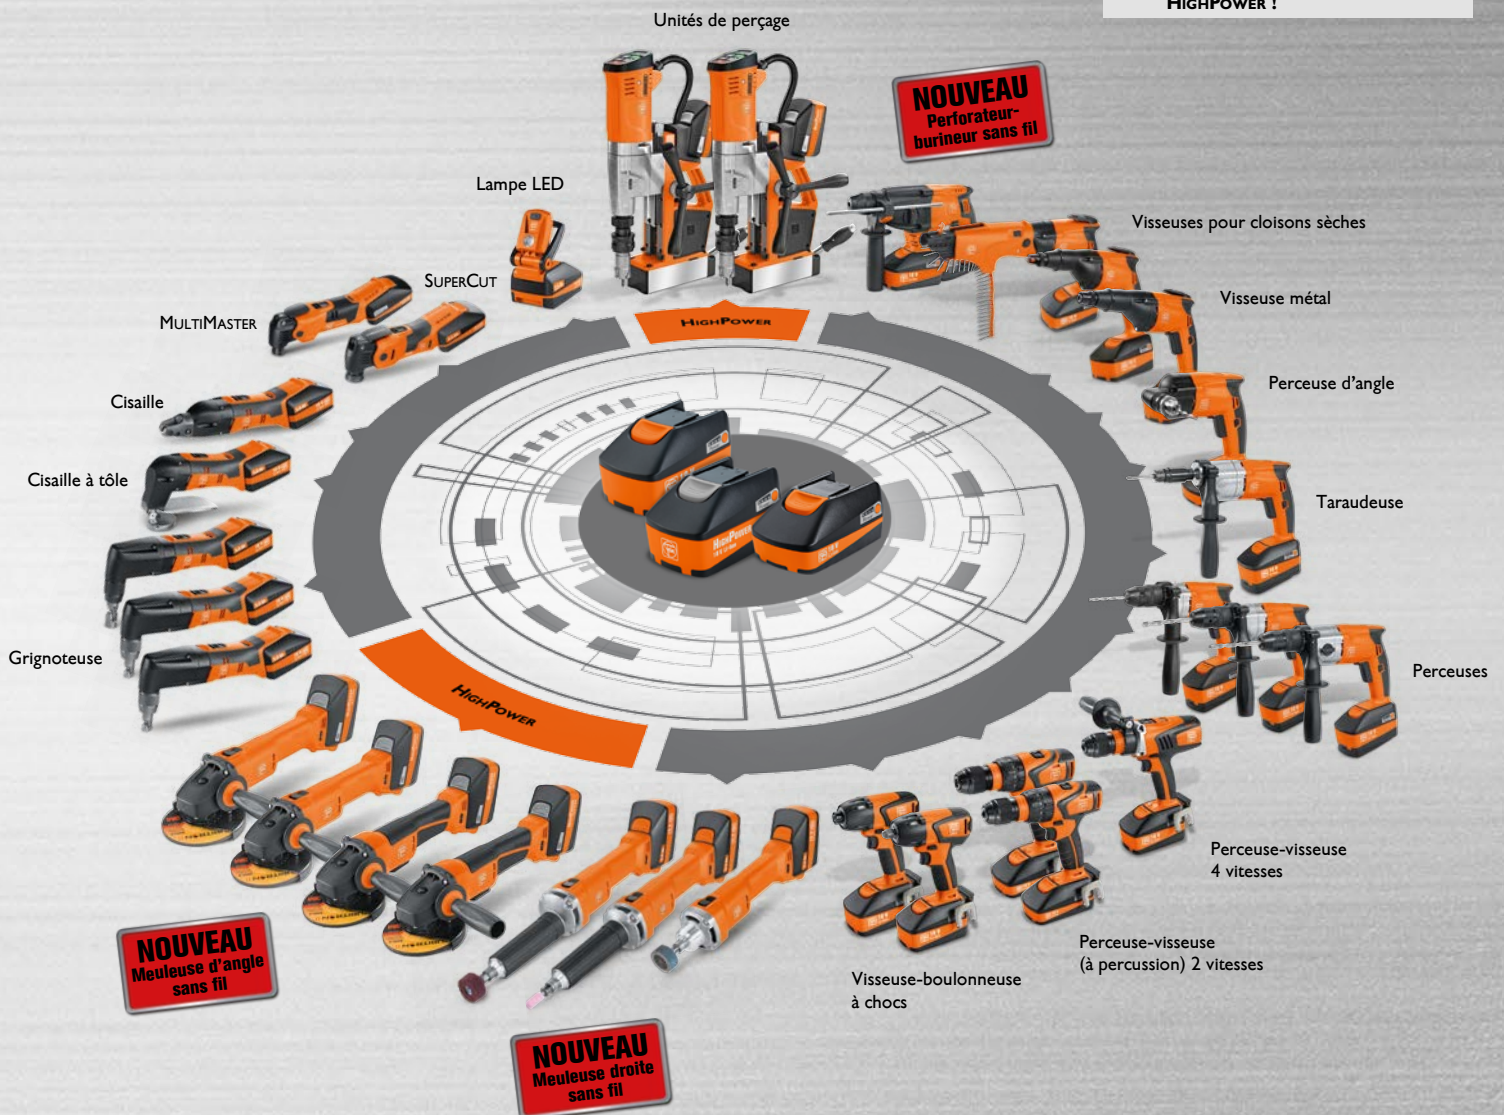 HIGHPOWER !
Unités de perçage
NOUVEAU
Perforateur-
burineur sans fil
Lampe LED
Visseuses pour cloisons sèches
SUPERCUT
Visseuse métal
MULTIMASTER
HIGHPOWER
Perceuse d'angle
Cisaille
Cisaille à tôle
Taraudeuse
HIGHPOWER
Grignoteuse
Perceuses
HIGHPOWER
Perceuse-visseuse
4 vitesses
Perceuse-visseuse
(à percussion) 2 vitesses
Visseuse-boulonneuse
à chocs
NOUVEAU
Meuleuse d'angle
sans fil
NOUVEAU
Meuleuse droite
sans fil